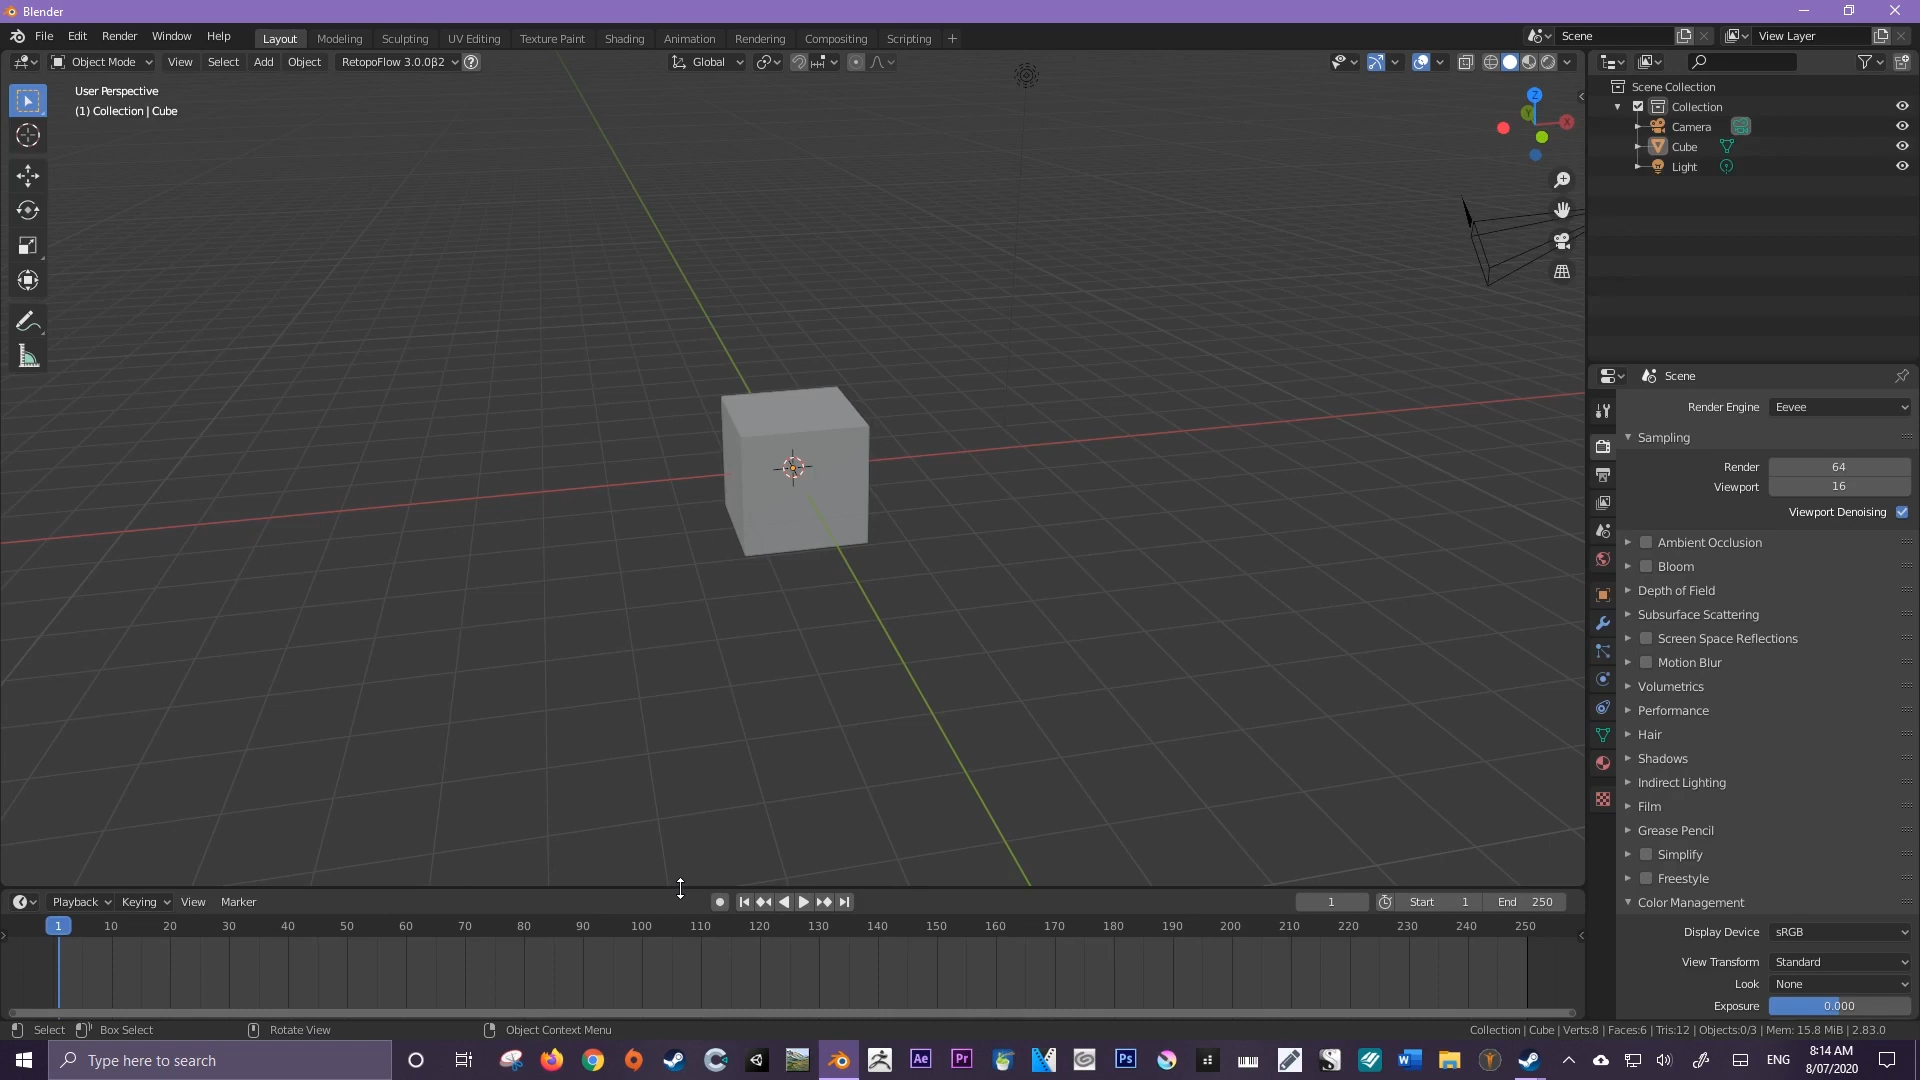 Blender
File Edit Render Window Help Layout Modeling Sculpting UV Editing Texture Paint Shading Animation Rendering Compositing Scripting + Scene View Layer
Object Mode View Select Add Object RetopoFlow 3.0.0β2 Global
User Perspective
(1) Collection | Cube
Z
Y
X
Scene Collection
Collection
Camera
Cube
Light
Scene
Render Engine Eevee
Sampling
Render 64
Viewport 16
Viewport Denoising
Ambient Occlusion
Bloom
Depth of Field
Subsurface Scattering
Screen Space Reflections
Motion Blur
Volumetrics
Performance
Hair
Shadows
Indirect Lighting
Film
Grease Pencil
Simplify
Freestyle
Color Management
Display Device sRGB
View Transform Standard
Look None
Exposure 0.000
Playback Keying View Marker 1 Start 1 End 250
1 10 20 30 40 50 60 70 80 90 100 110 120 130 140 150 160 170 180 190 200 210 220 230 240 250
Select Box Select Rotate View Object Context Menu Collection | Cube | Verts:8 | Faces:6 | Tris:12 | Objects:0/3 | Mem: 15.8 MiB | 2.83.0
Type here to search Ae Pr Ps ENG 8:14 AM
8/07/2020